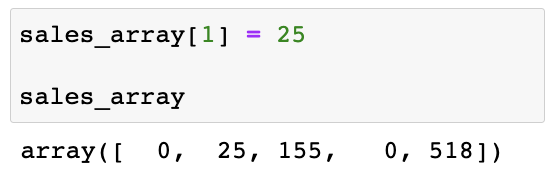 sales_array[1] = 25
sales_array
array([  0,  25, 155,   0, 518])